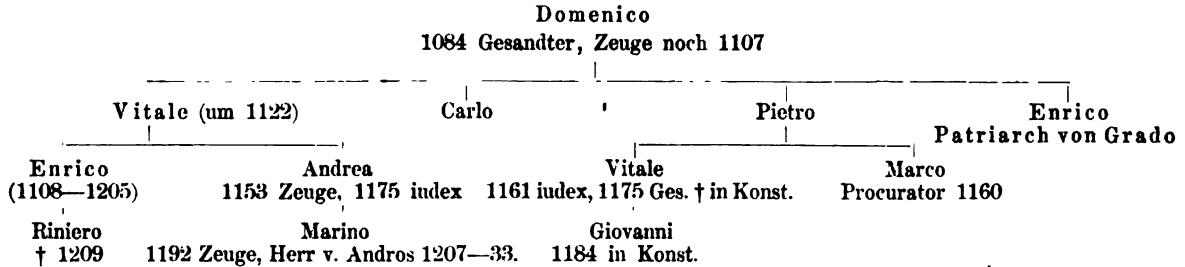 Domenico
1084 Gesandter, Zeuge noch 1107
Vitale (um 1122) Carlo Pietro Enrico
Patriarch von Grado
Enrico Andrea Vitale Marco
(1108—1205) 1153 Zeuge, 1175 iudex 1161 iudex, 1175 Ges. † in Konst. Procurator 1160
Riniero Marino Giovanni
† 1209 1192 Zeuge, Herr v. Andros 1207—33. 1184 in Konst.